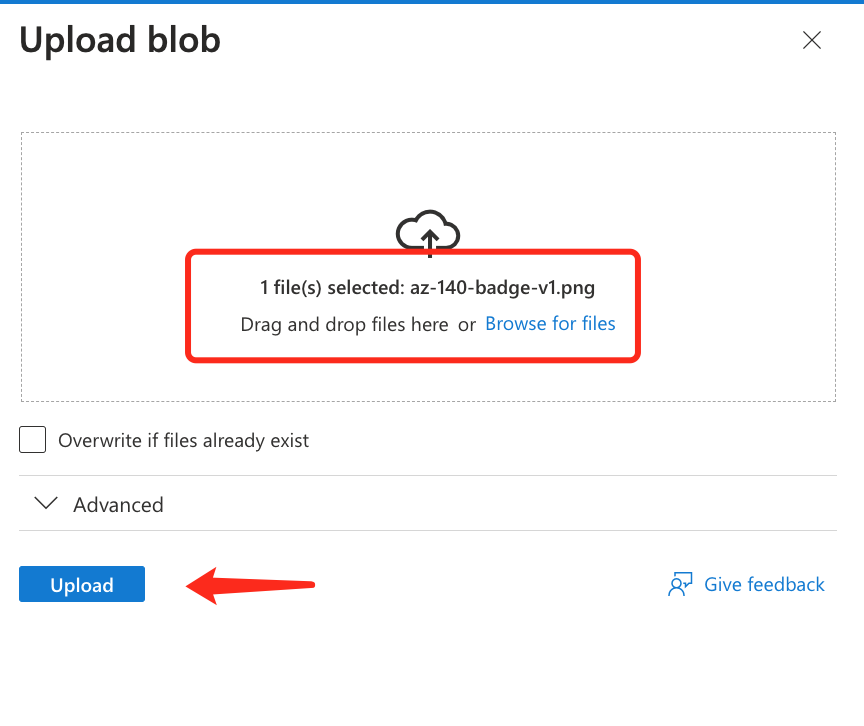 Upload blob
1 file(s) selected: az-140-badge-v1.png
Drag and drop files here or Browse for files
Overwrite if files already exist
Advanced
Upload
Give feedback